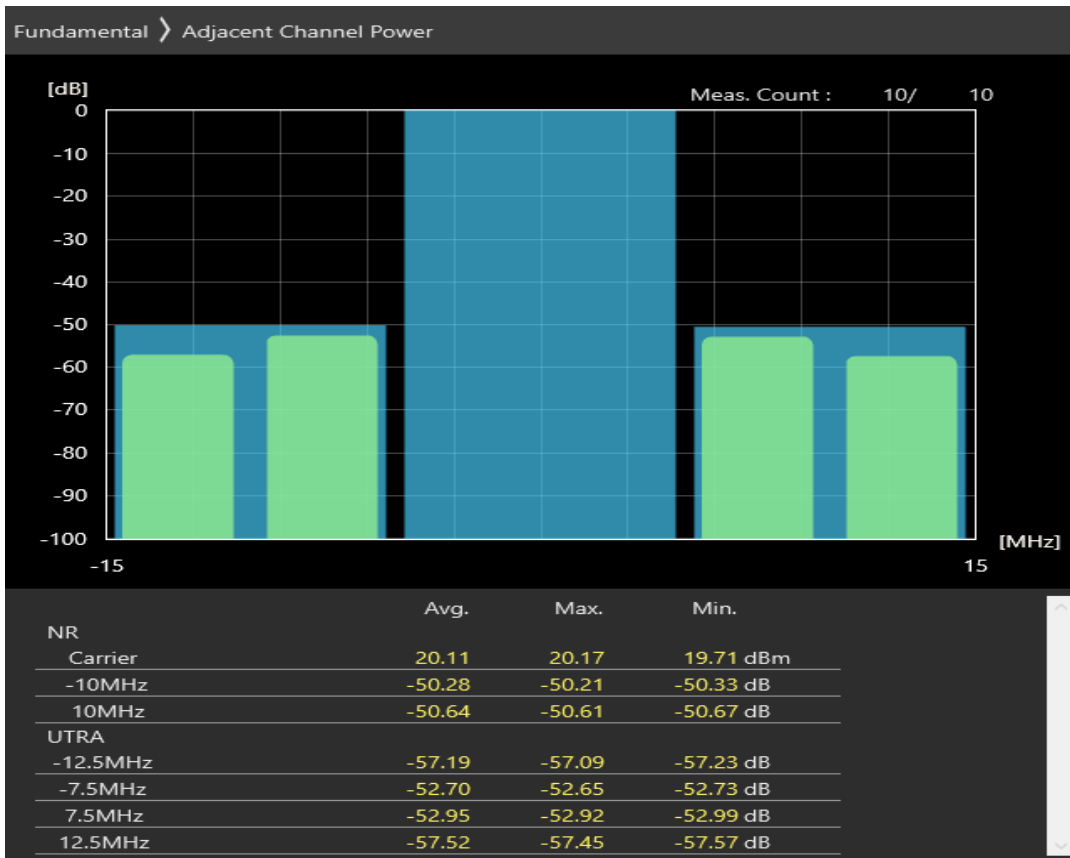 Fundamental 〉 Adjacent Channel Power
[dB]
Meas. Count : 10/ 10
0
-10
-20
-30
-40
-50
-60
-70
-80
-90
-100
[MHz]
-15 15
Avg. Max. Min.
NR
Carrier 20.11 20.17 19.71 dBm
-10MHz -50.28 -50.21 -50.33 dB
10MHz -50.64 -50.61 -50.67 dB
UTRA
-12.5MHz -57.19 -57.09 -57.23 dB
-7.5MHz -52.70 -52.65 -52.73 dB
7.5MHz -52.95 -52.92 -52.99 dB
12.5MHz -57.52 -57.45 -57.57 dB